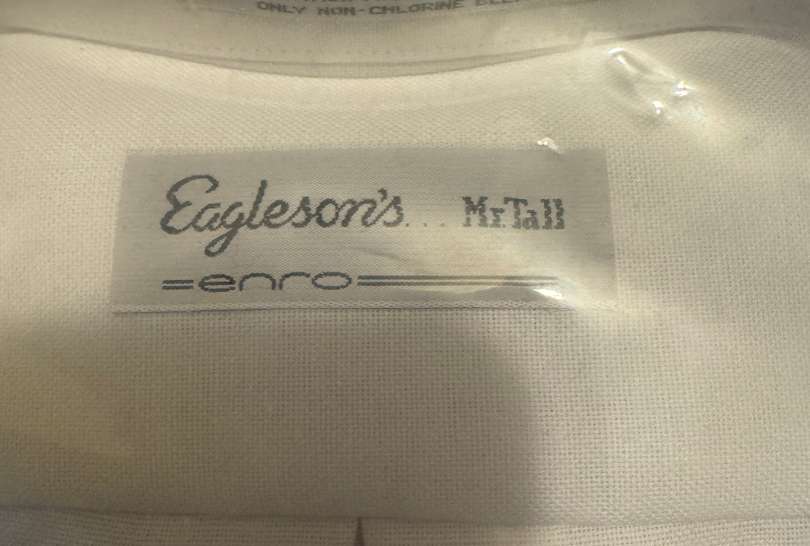 ONLY NON-CHLORINE
Eagleson's... Mr. Tall
enro